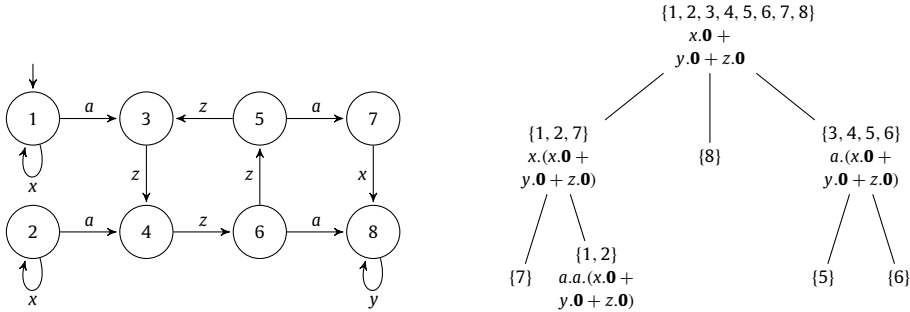 1
a
3
z
5
a
7
x
z
z
x
2
a
4
z
6
a
8
x
y
{1, 2, 3, 4, 5, 6, 7, 8}
x.0 +
y.0 + z.0
{1, 2, 7}
x.(x.0 +
y.0 + z.0)
{8}
{3, 4, 5, 6}
a.(x.0 +
y.0 + z.0)
{7}
{1, 2}
a.a.(x.0 +
y.0 + z.0)
{5}
{6}